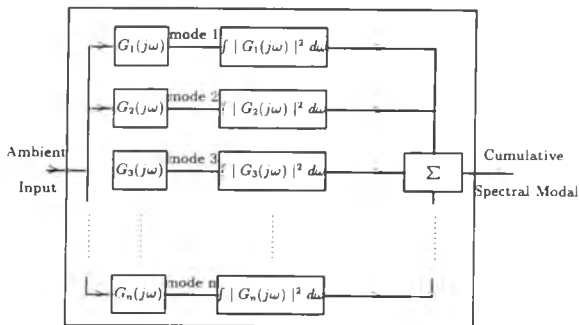 G₁(jω) mode 1 ∫ | G₁(jω) |² dω
G₂(jω) mode 2 ∫ | G₂(jω) |² dω
Ambient
Input
G₃(jω) mode 3 ∫ | G₃(jω) |² dω
Σ
Cumulative
Spectral Modal
Gₙ(jω) mode n ∫ | Gₙ(jω) |² dω